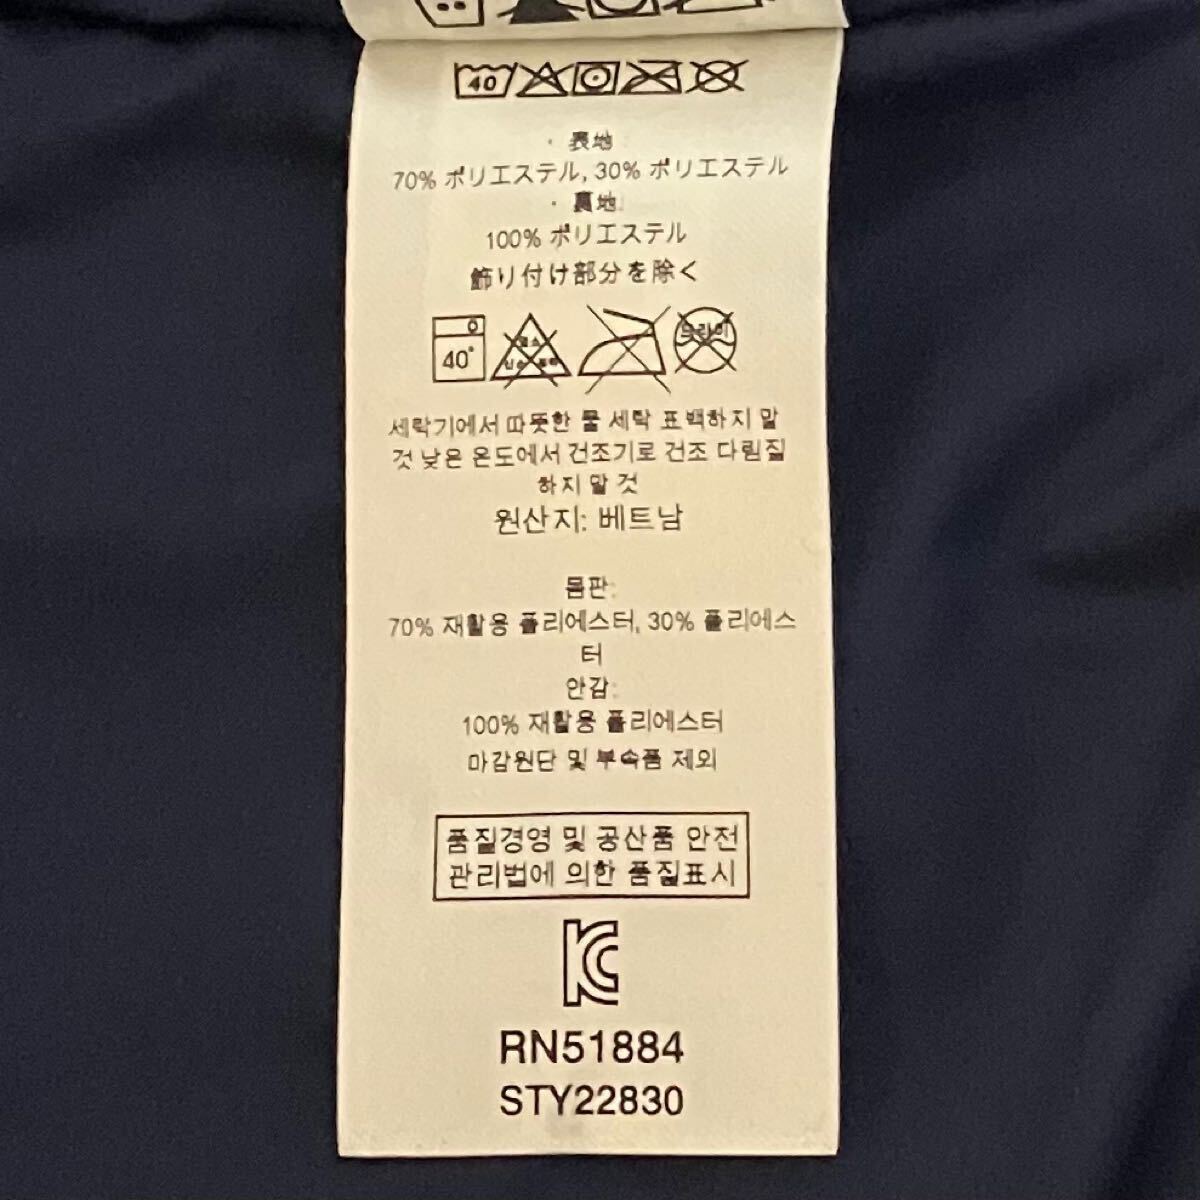 40
・表地:
70% ポリエステル, 30% ポリエステル
・裏地:
100% ポリエステル
飾り付け部分を除く
40°
드라이
세탁기에서 따뜻한 물 세탁 표백하지 말
것 낮은 온도에서 건조기로 건조 다림질
하지 말 것
원산지: 베트남
몸판:
70% 재활용 폴리에스터, 30% 폴리에스
터
안감:
100% 재활용 폴리에스터
마감원단 및 부속품 제외
품질경영 및 공산품 안전
관리법에 의한 품질표시
RN51884
STY22830